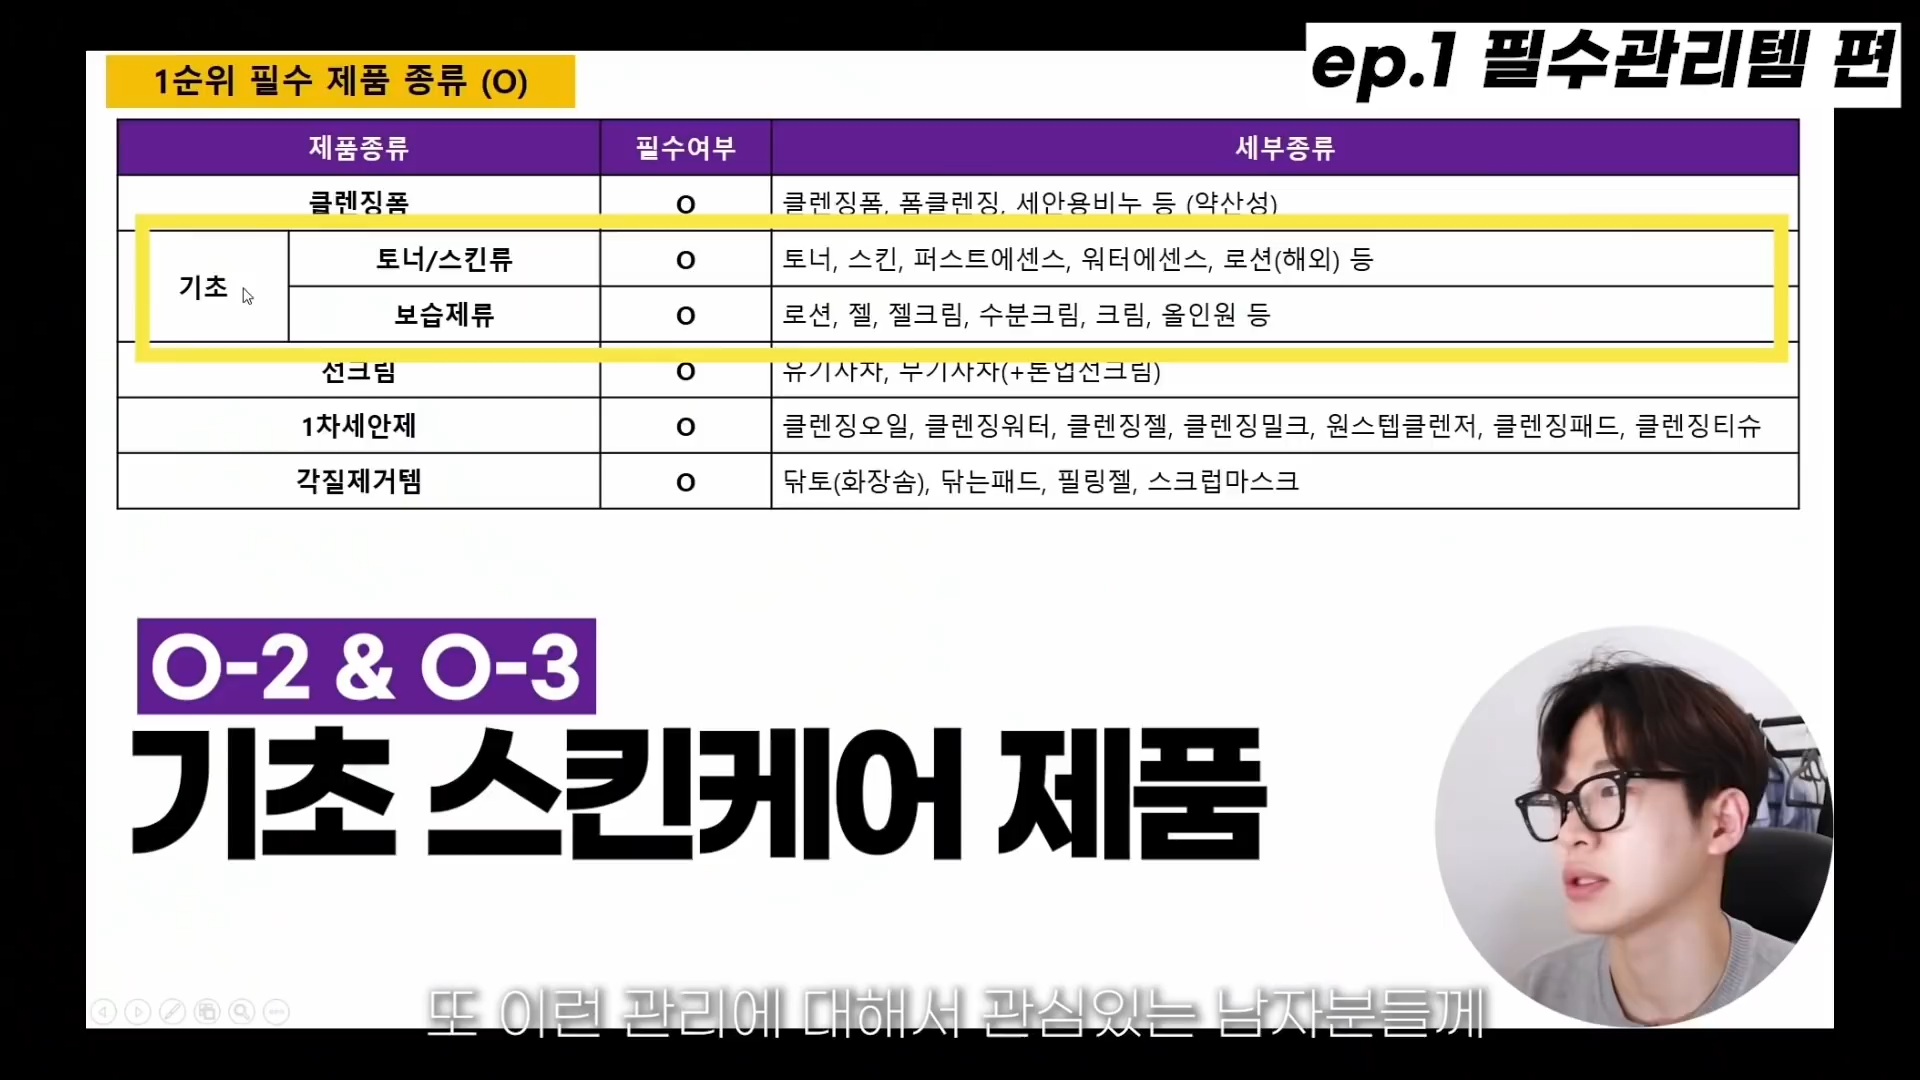 ep.1 필수관리템 편
1순위 필수 제품 종류 (O)
제품종류 필수여부 세부종류
클렌징폼 O 클렌징폼, 폼클렌징, 세안용비누 등 (약산성)
기초 토너/스킨류 O 토너, 스킨, 퍼스트에센스, 워터에센스, 로션(해외) 등
보습제류 O 로션, 젤, 젤크림, 수분크림, 크림, 올인원 등
선크림 O 유기자차, 무기자차(+톤업선크림)
1차세안제 O 클렌징오일, 클렌징워터, 클렌징젤, 클렌징밀크, 원스텝클렌저, 클렌징패드, 클렌징티슈
각질제거템 O 닦토(화장솜), 닦는패드, 필링젤, 스크럽마스크
O-2 & O-3
기초 스킨케어 제품
또 이런 관리에 대해서 관심있는 남자분들께